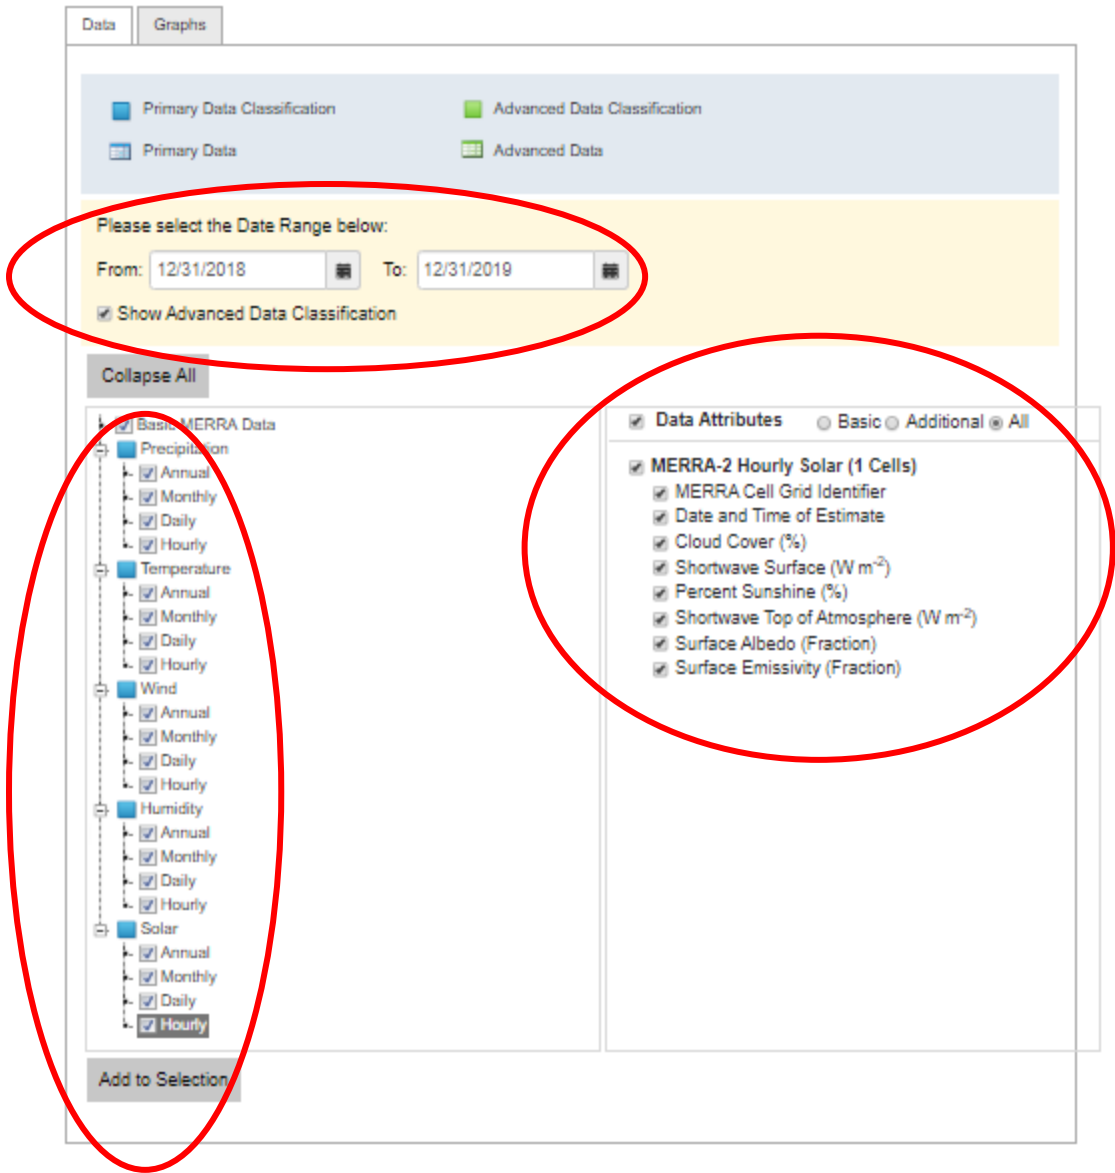 Data Graphs
Primary Data Classification Advanced Data Classification
Primary Data Advanced Data
Please select the Date Range below:
From: 12/31/2018 To: 12/31/2019
Show Advanced Data Classification
Collapse All
Basic MERRA Data
Precipitation
Annual
Monthly
Daily
Hourly
Temperature
Annual
Monthly
Daily
Hourly
Wind
Annual
Monthly
Daily
Hourly
Humidity
Annual
Monthly
Daily
Hourly
Solar
Annual
Monthly
Daily
Hourly
Data Attributes Basic Additional All
MERRA-2 Hourly Solar (1 Cells)
MERRA Cell Grid Identifier
Date and Time of Estimate
Cloud Cover (%)
Shortwave Surface (W m⁻²)
Percent Sunshine (%)
Shortwave Top of Atmosphere (W m⁻²)
Surface Albedo (Fraction)
Surface Emissivity (Fraction)
Add to Selection